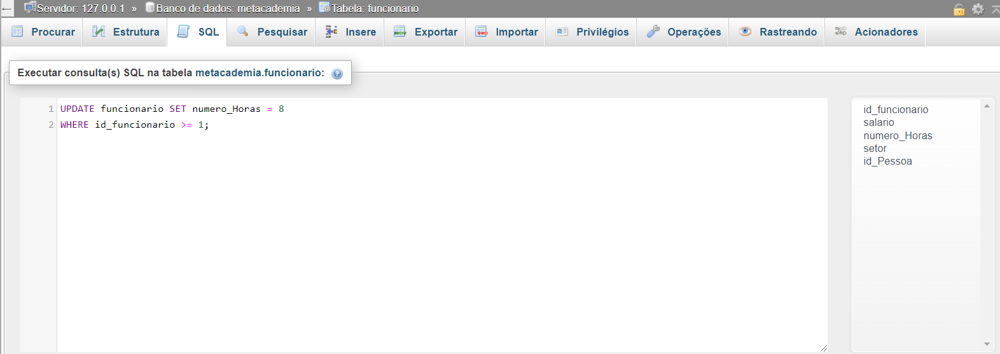 Servidor: 127.0.0.1 » Banco de dados: metacademia » Tabela: funcionario
Procurar Estrutura SQL Pesquisar Insere Exportar Importar Privilégios Operações Rastreando Acionadores
Executar consulta(s) SQL na tabela metacademia.funcionario:
1 UPDATE funcionario SET numero_Horas = 8
2 WHERE id_funcionario >= 1;
id_funcionario
salario
numero_Horas
setor
id_Pessoa